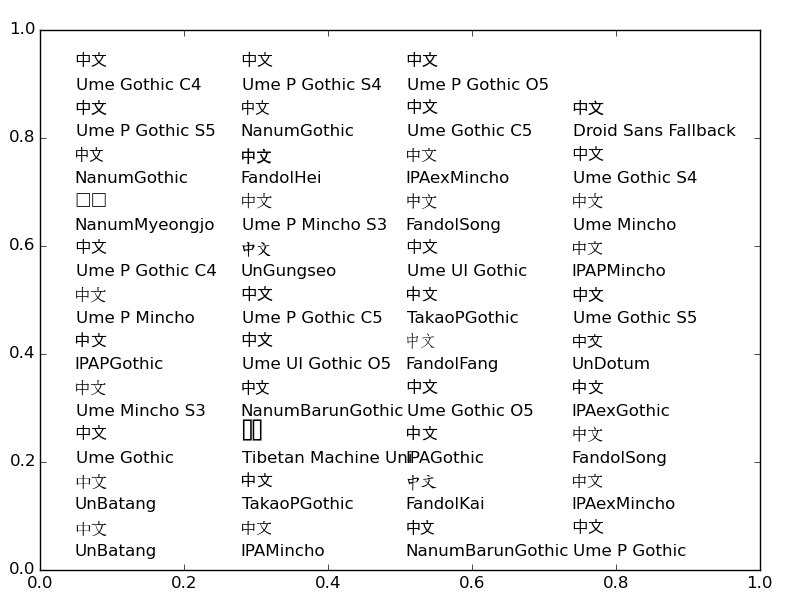 1.0
中文 中文 中文
Ume Gothic C4 Ume P Gothic S4 Ume P Gothic O5
中文 中文 中文 中文
Ume P Gothic S5 NanumGothic Ume Gothic C5 Droid Sans Fallback
0.8
中文 中文 中文 中文
NanumGothic FandolHei IPAexMincho Ume Gothic S4
□□ 中文 中文 中文
NanumMyeongjo Ume P Mincho S3 FandolSong Ume Mincho
0.6
中文 中文 中文 中文
Ume P Gothic C4 UnGungseo Ume UI Gothic IPAPMincho
中文 中文 中文 中文
Ume P Mincho Ume P Gothic C5 TakaoPGothic Ume Gothic S5
中文 中文 中文 中文
0.4
IPAPGothic Ume UI Gothic O5 FandolFang UnDotum
中文 中文 中文 中文
Ume Mincho S3 NanumBarunGothic Ume Gothic O5 IPAexGothic
中文 □□ 中文 中文
Ume Gothic Tibetan Machine Uni IPAGothic FandolSong
0.2
中文 中文 中文 中文
UnBatang TakaoPGothic FandolKai IPAexMincho
中文 中文 中文 中文
UnBatang IPAMincho NanumBarunGothic Ume P Gothic
0.0
0.0 0.2 0.4 0.6 0.8 1.0